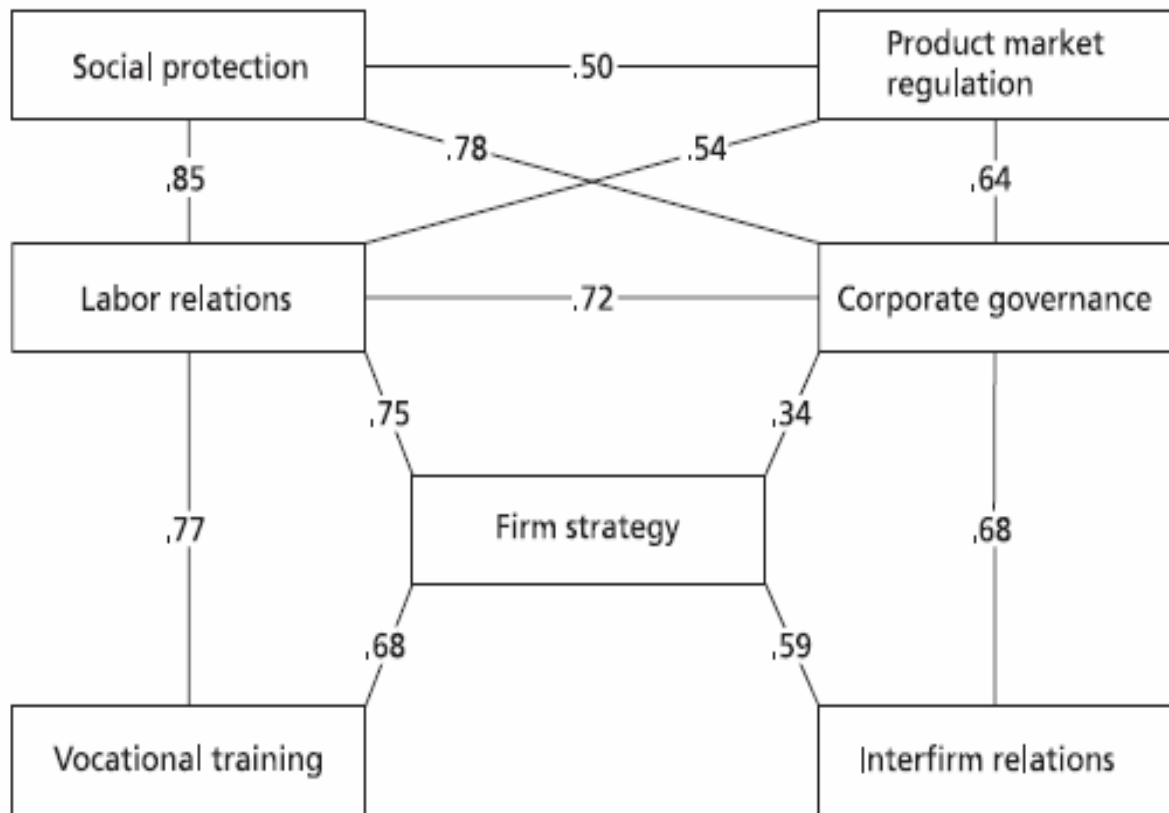 Social protection
.50
Product market
regulation
.78
.54
.85
.64
Labor relations
.72
Corporate governance
.75
.34
.77
Firm strategy
.68
.68
.59
Vocational training
Interfirm relations